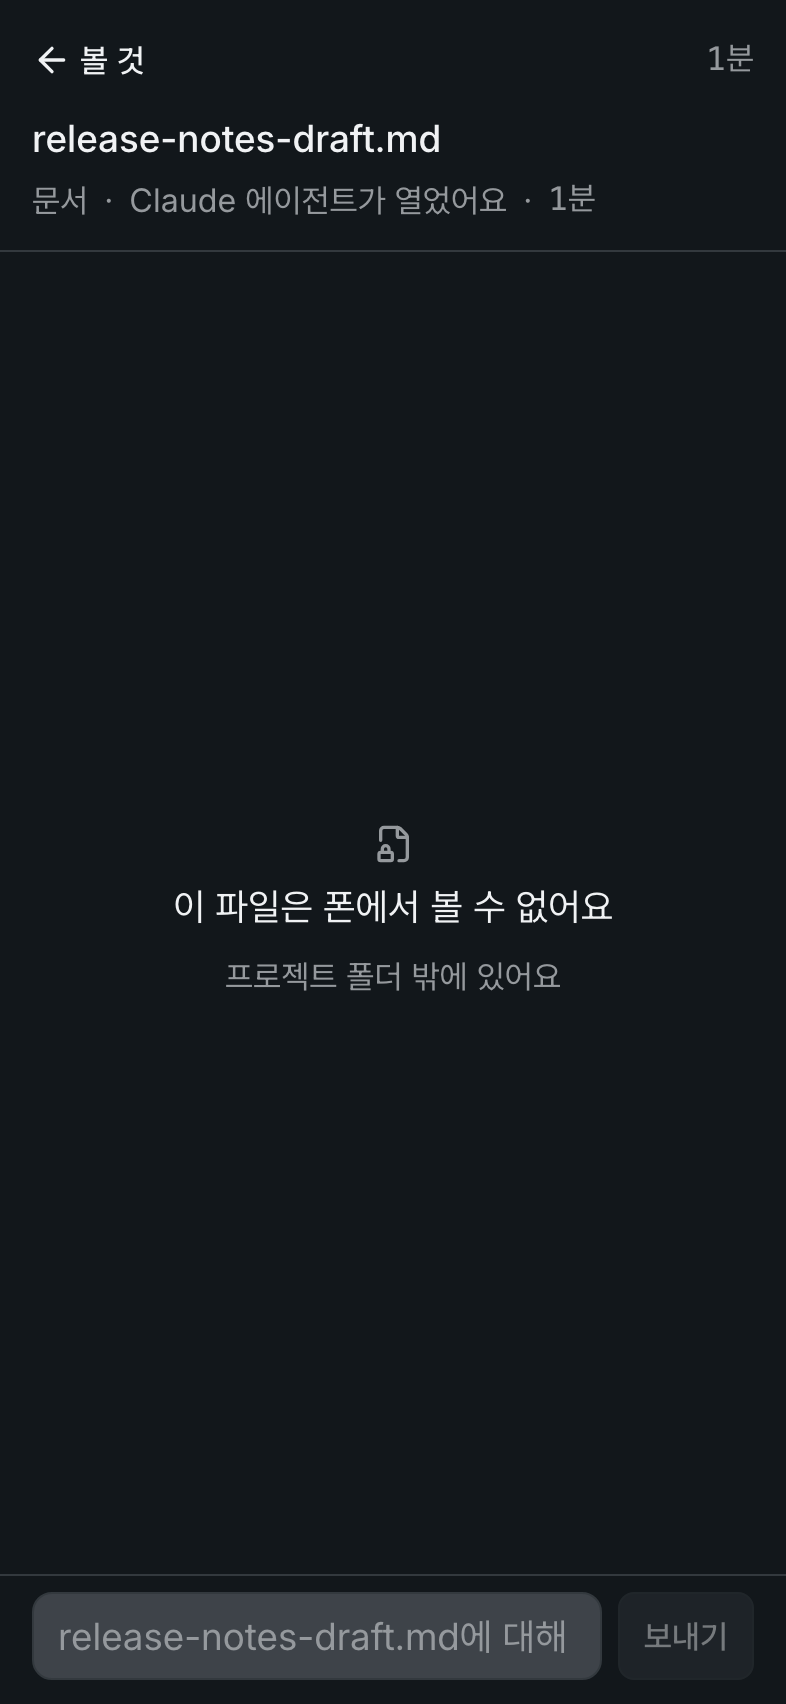 볼 것
1분
release-notes-draft.md
문서 · Claude 에이전트가 열었어요 · 1분
이 파일은 폰에서 볼 수 없어요
프로젝트 폴더 밖에 있어요
release-notes-draft.md에 대해
보내기